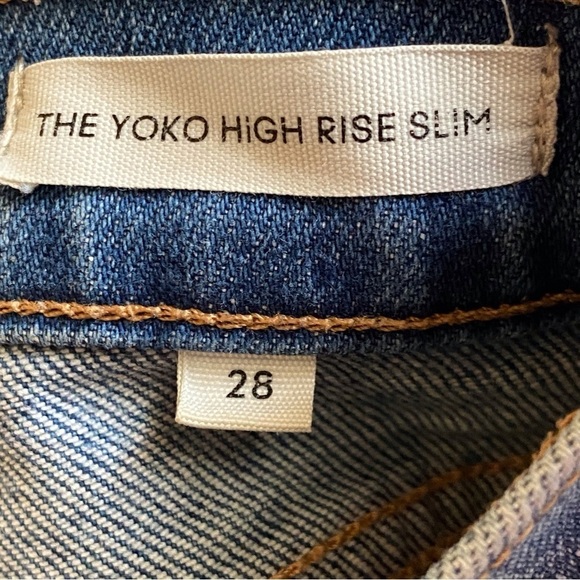 THE YOKO HIGH RISE SLIM
28